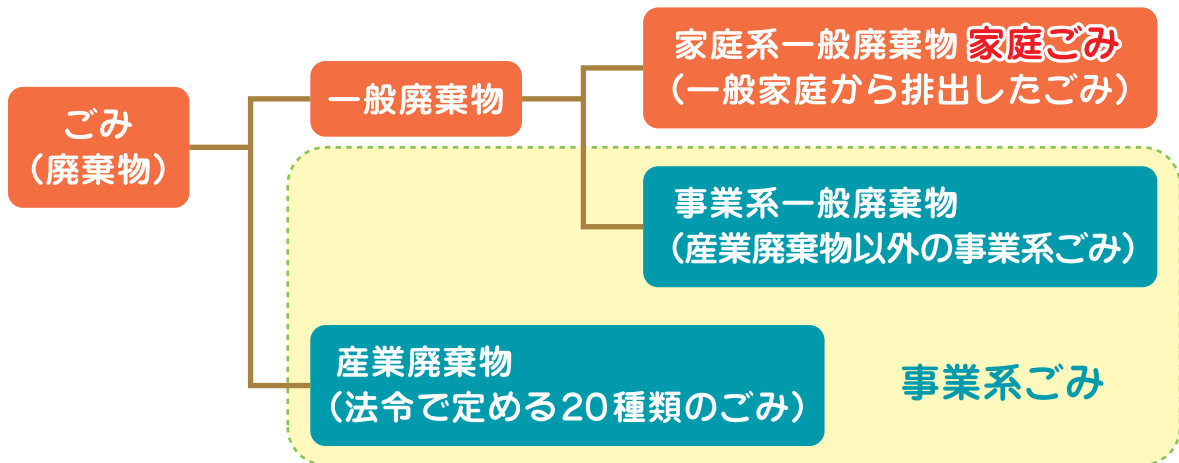 ごみ
（廃棄物）
一般廃棄物
家庭系一般廃棄物 家庭ごみ
（一般家庭から排出したごみ）
事業系一般廃棄物
（産業廃棄物以外の事業系ごみ）
産業廃棄物
（法令で定める20種類のごみ）
事業系ごみ